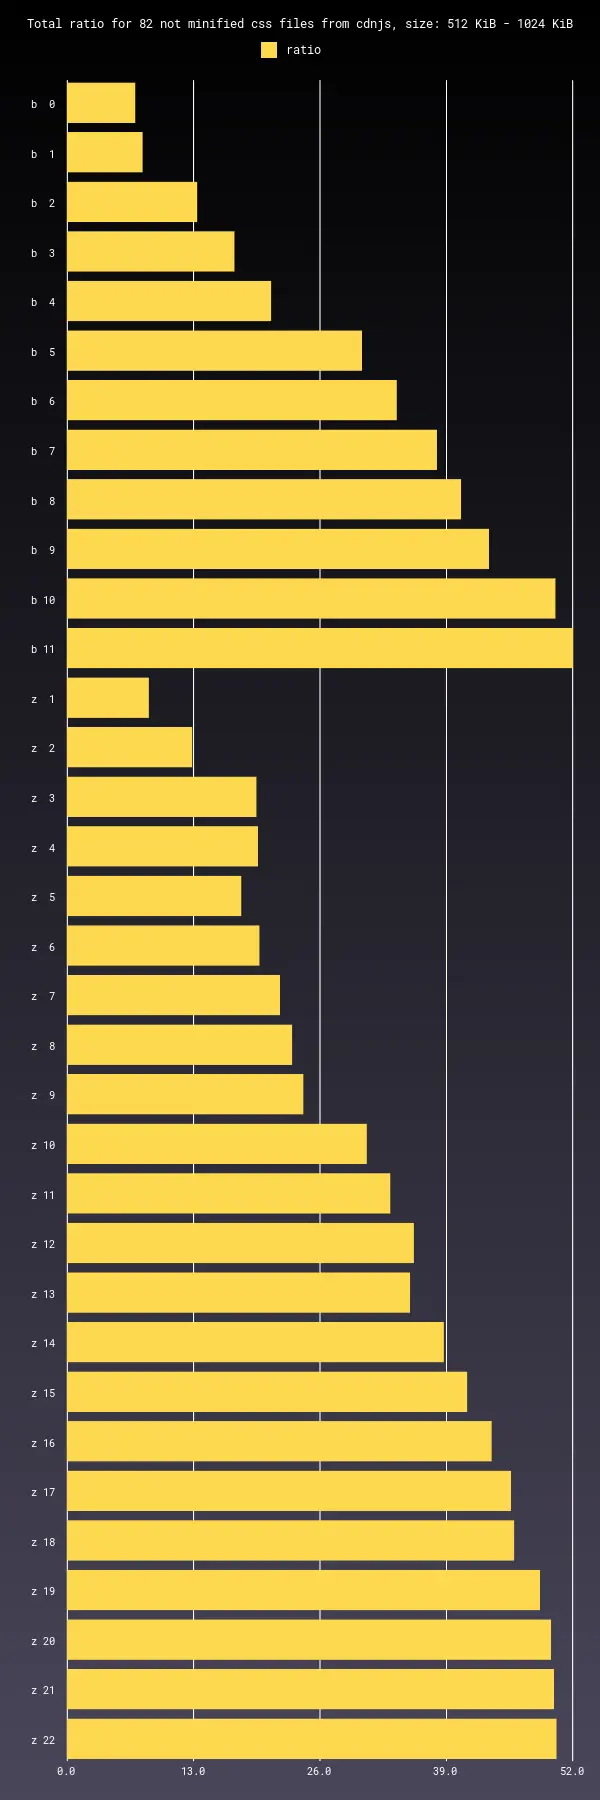 Total ratio for 82 not minified css files from cdnjs, size: 512 KiB - 1024 KiB
ratio
b 0
b 1
b 2
b 3
b 4
b 5
b 6
b 7
b 8
b 9
b 10
b 11
z 1
z 2
z 3
z 4
z 5
z 6
z 7
z 8
z 9
z 10
z 11
z 12
z 13
z 14
z 15
z 16
z 17
z 18
z 19
z 20
z 21
z 22
0.0 13.0 26.0 39.0 52.0